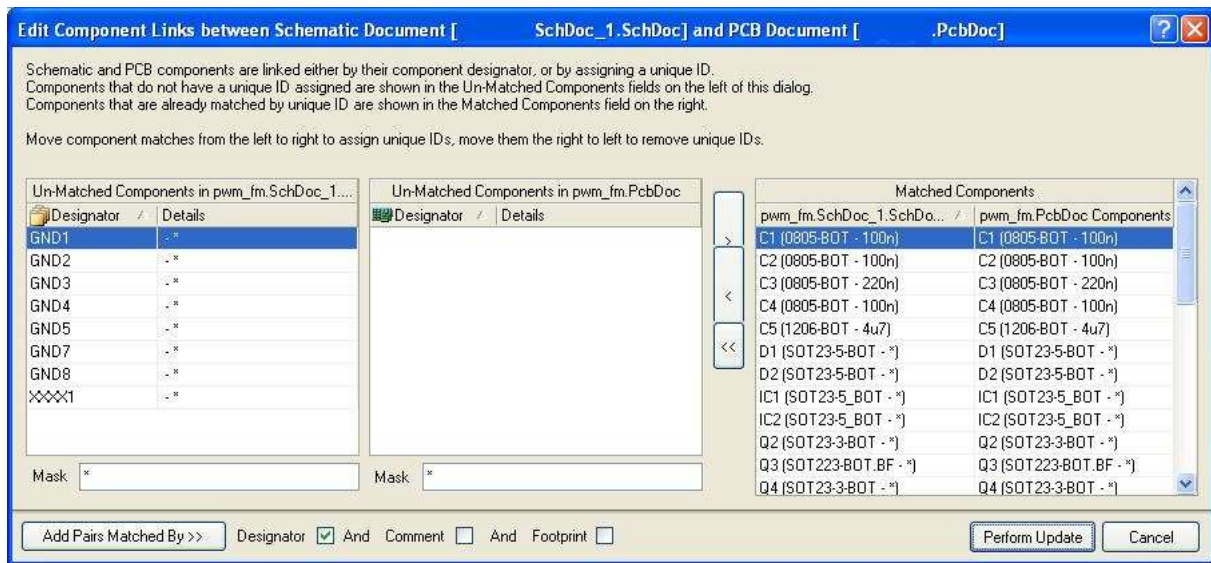 Edit Component Links between Schematic Document [ SchDoc_1.SchDoc] and PCB Document [ .PcbDoc]
Schematic and PCB components are linked either by their component designator, or by assigning a unique ID.
Components that do not have a unique ID assigned are shown in the Un-Matched Components fields on the left of this dialog.
Components that are already matched by unique ID are shown in the Matched Components field on the right.
Move component matches from the left to right to assign unique IDs, move them the right to left to remove unique IDs.
Un-Matched Components in pwm_fm.SchDoc_1....
Designator Details
GND1 - *
GND2 - *
GND3 - *
GND4 - *
GND5 - *
GND7 - *
GND8 - *
XXXX1 - *
Mask *
Un-Matched Components in pwm_fm.PcbDoc
Designator Details
Mask *
>
<
<<
Matched Components
pwm_fm.SchDoc_1.SchDo... pwm_fm.PcbDoc Components
C1 (0805-BOT - 100n) C1 (0805-BOT - 100n)
C2 (0805-BOT - 100n) C2 (0805-BOT - 100n)
C3 (0805-BOT - 220n) C3 (0805-BOT - 220n)
C4 (0805-BOT - 100n) C4 (0805-BOT - 100n)
C5 (1206-BOT - 4u7) C5 (1206-BOT - 4u7)
D1 (SOT23-5-BOT - *) D1 (SOT23-5-BOT - *)
D2 (SOT23-5-BOT - *) D2 (SOT23-5-BOT - *)
IC1 (SOT23-5_BOT - *) IC1 (SOT23-5_BOT - *)
IC2 (SOT23-5_BOT - *) IC2 (SOT23-5_BOT - *)
Q2 (SOT23-3-BOT - *) Q2 (SOT23-3-BOT - *)
Q3 (SOT223-BOT.BF - *) Q3 (SOT223-BOT.BF - *)
Q4 (SOT23-3-BOT - *) Q4 (SOT23-3-BOT - *)
Add Pairs Matched By >> Designator And Comment And Footprint Perform Update Cancel